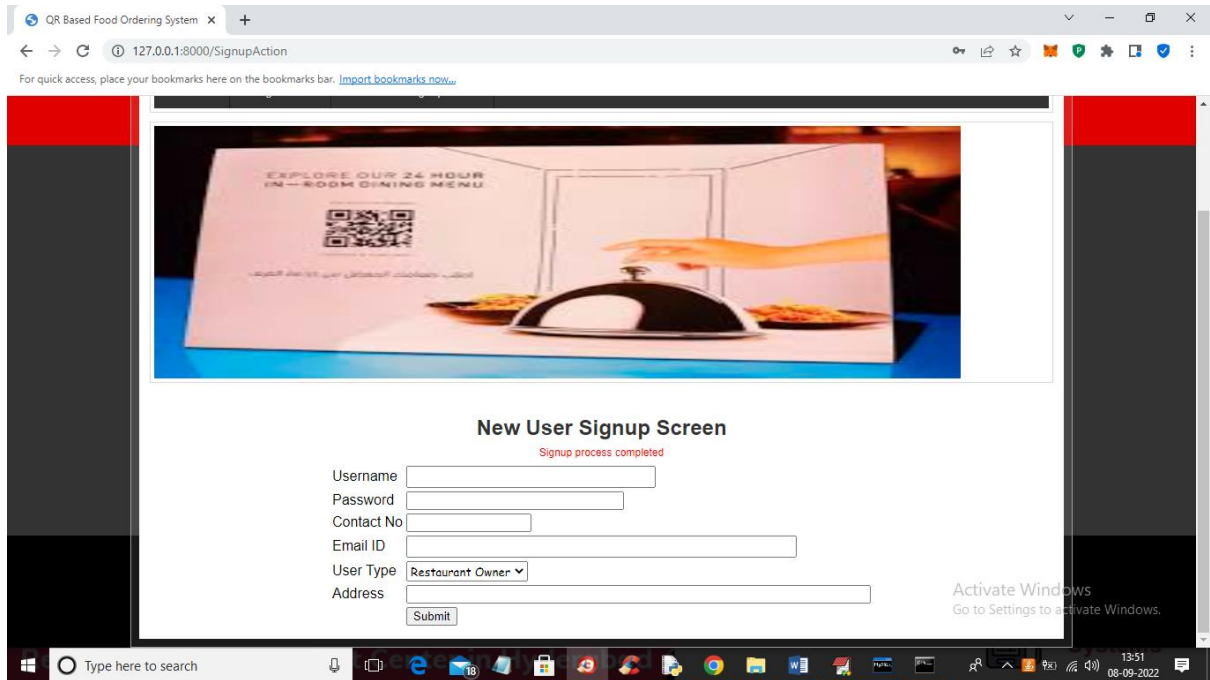 QR Based Food Ordering System
127.0.0.1:8000/SignupAction
For quick access, place your bookmarks here on the bookmarks bar. Import bookmarks now...
EXPLORE OUR 24 HOUR
IN-ROOM DINING MENU
New User Signup Screen
Signup process completed
Username
Password
Contact No
Email ID
User Type Restaurant Owner
Address
Submit
Activate Windows
Go to Settings to activate Windows.
Type here to search
18
13:51
08-09-2022